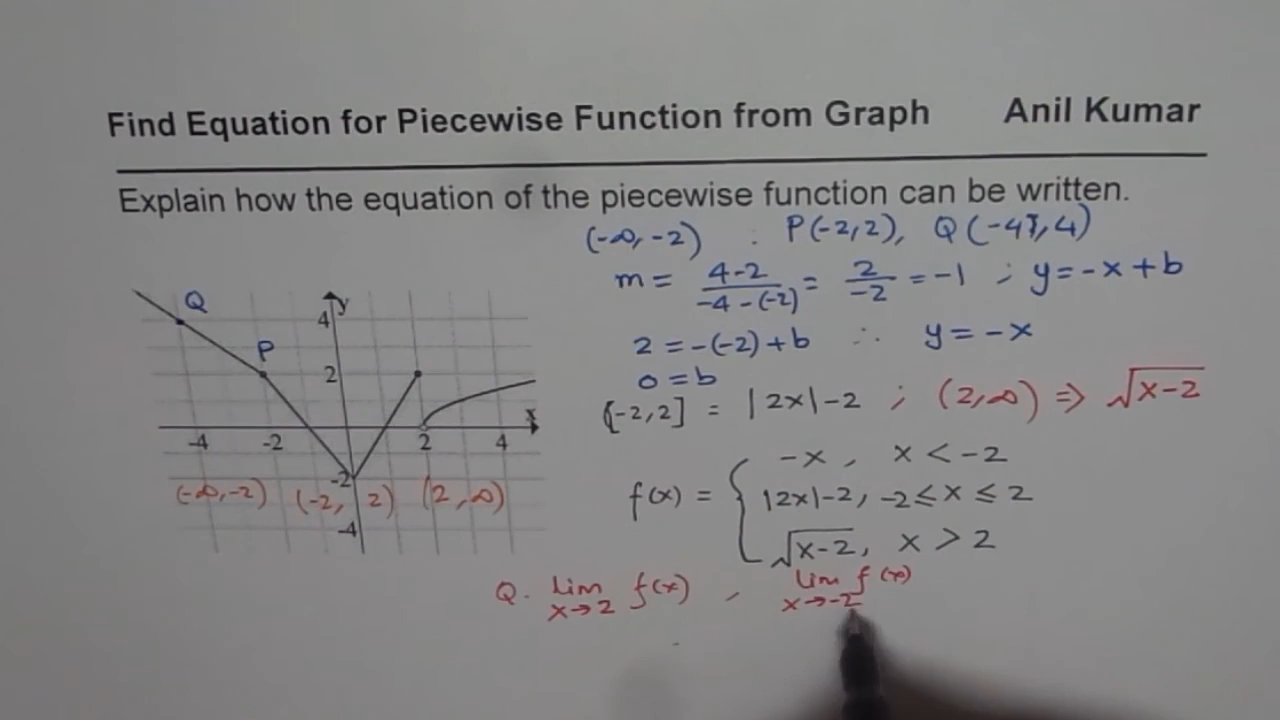 Find Equation for Piecewise Function from Graph Anil Kumar
Explain how the equation of the piecewise function can be written.
(-∞, -2) : P(-2,2), Q(-4, 4)
m = 4-2 / -4-(-2) = 2 / -2 = -1 ; y = -x + b
2 = -(-2) + b ∴ y = -x
0 = b
[-2,2] = |2x| -2 ; (2,∞) ⇒ √x-2
f(x) = { -x, x < -2
|2x| -2, -2 ≤ x ≤ 2
√x-2, x > 2
Q. lim x→2 f(x) , lim x→-2 f(x)
Q
P
y
4
2
x
-4 -2 2 4
-2
-4
(-∞, -2) (-2, 2) (2, ∞)